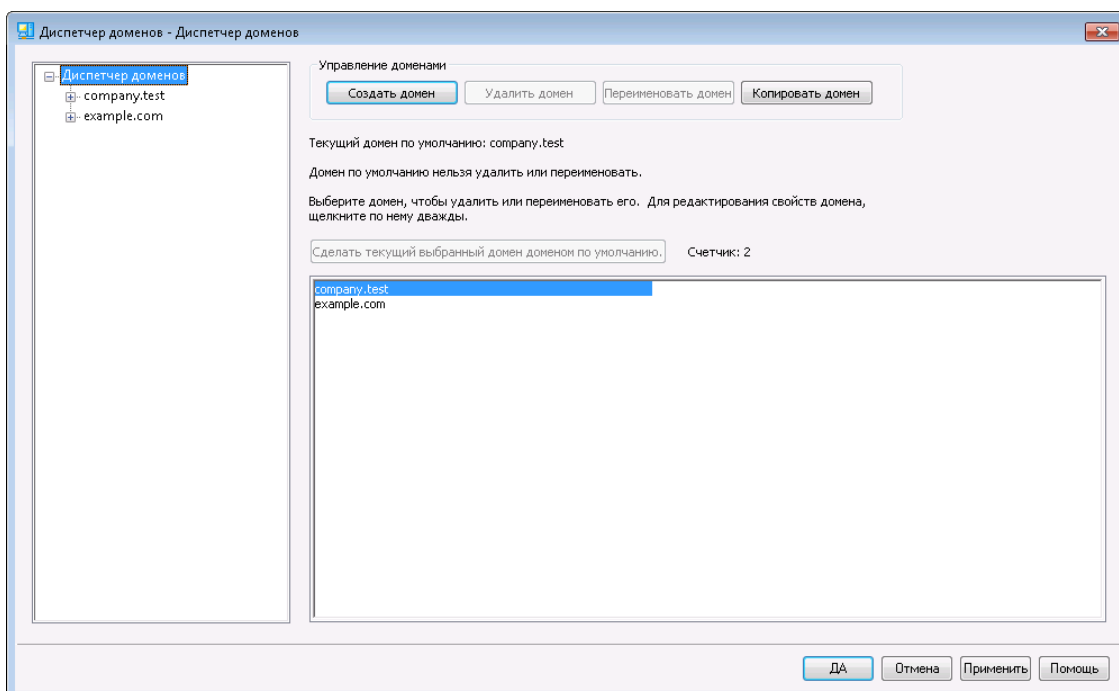 Диспетчер доменов - Диспетчер доменов
Диспетчер доменов
company.test
example.com
Управление доменами
Создать домен Удалить домен Переименовать домен Копировать домен
Текущий домен по умолчанию: company.test
Домен по умолчанию нельзя удалить или переименовать.
Выберите домен, чтобы удалить или переименовать его. Для редактирования свойств домена,
щелкните по нему дважды.
Сделать текущий выбранный домен доменом по умолчанию. Счетчик: 2
company.test
example.com
ДА Отмена Применить Помощь